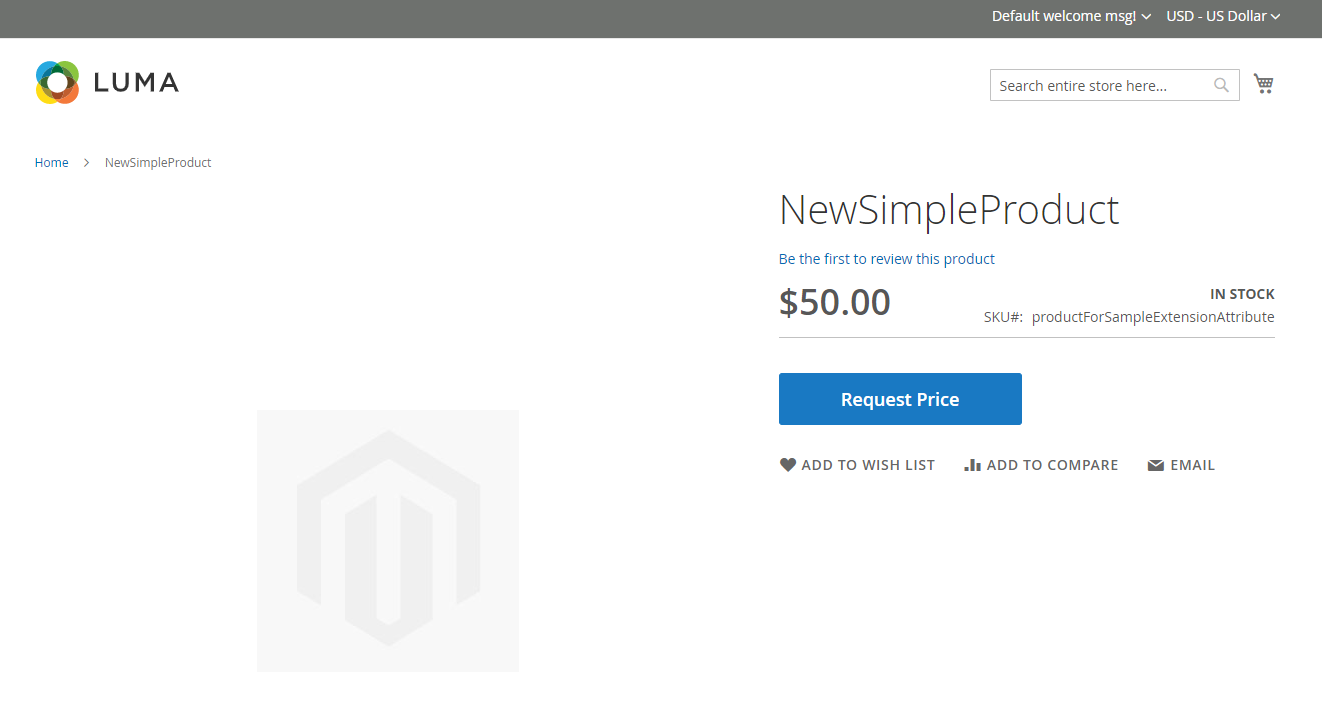 Default welcome msg! USD - US Dollar
LUMA
Search entire store here...
Home NewSimpleProduct
NewSimpleProduct
Be the first to review this product
$50.00 IN STOCK
SKU#: productForSampleExtensionAttribute
Request Price
ADD TO WISH LIST ADD TO COMPARE EMAIL